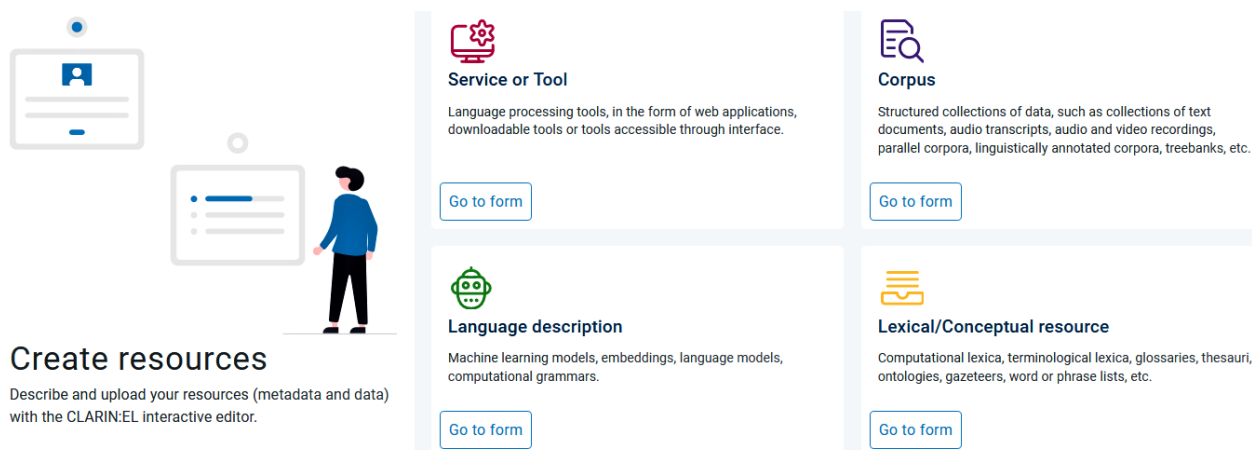 Create resources
Describe and upload your resources (metadata and data)
with the CLARIN:EL interactive editor.
Service or Tool
Language processing tools, in the form of web applications,
downloadable tools or tools accessible through interface.
Go to form
Corpus
Structured collections of data, such as collections of text
documents, audio transcripts, audio and video recordings,
parallel corpora, linguistically annotated corpora, treebanks, etc.
Go to form
Language description
Machine learning models, embeddings, language models,
computational grammars.
Go to form
Lexical/Conceptual resource
Computational lexica, terminological lexica, glossaries, thesauri,
ontologies, gazeteers, word or phrase lists, etc.
Go to form